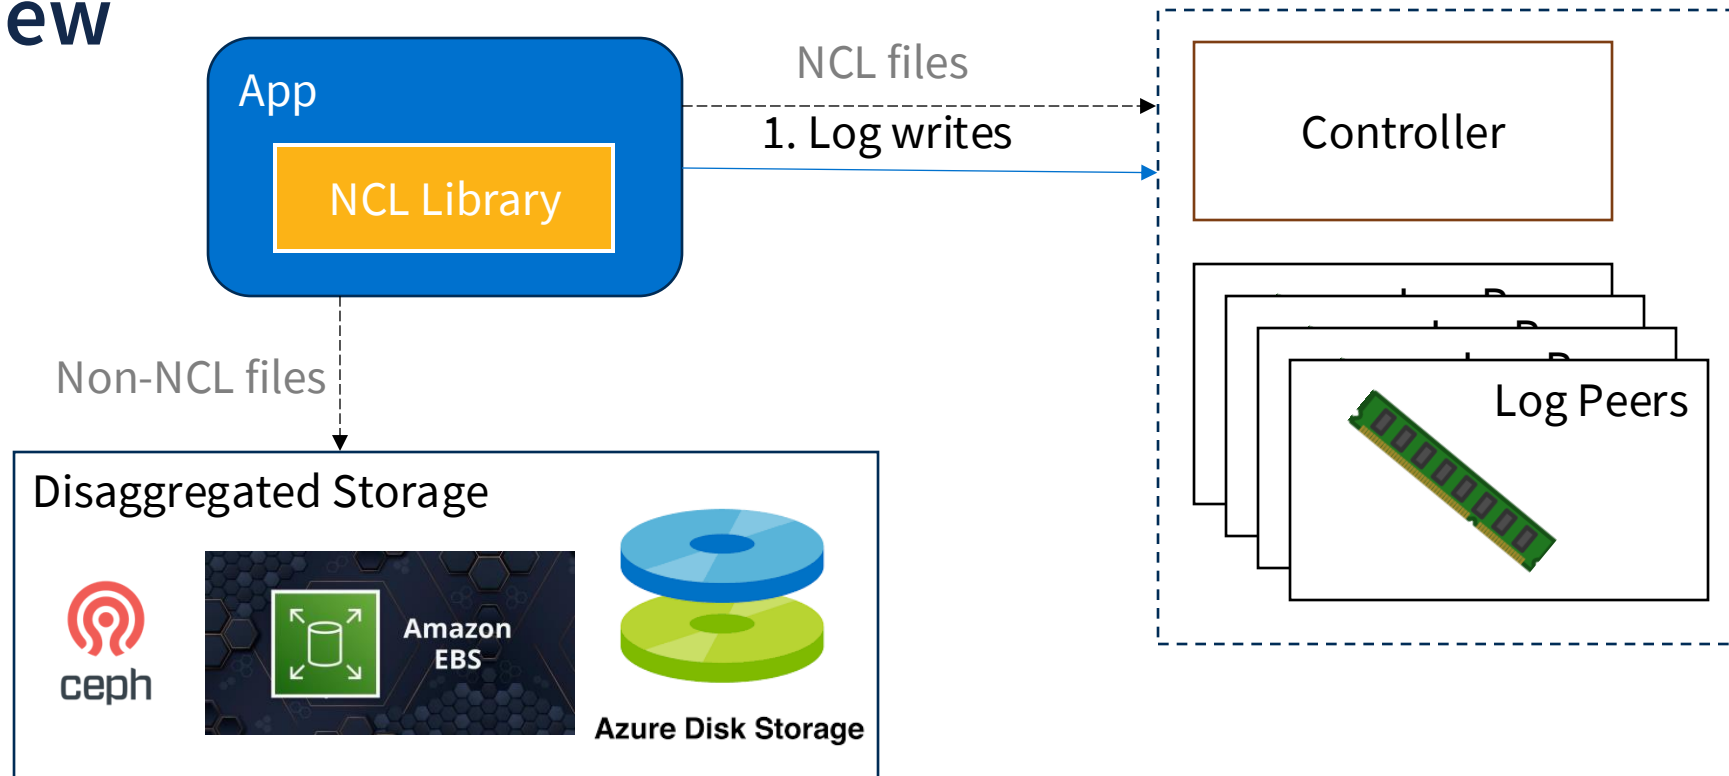 ew
App
NCL Library
NCL files
1. Log writes
Controller
Log Peers
Non-NCL files
Disaggregated Storage
ceph
Amazon
EBS
Azure Disk Storage